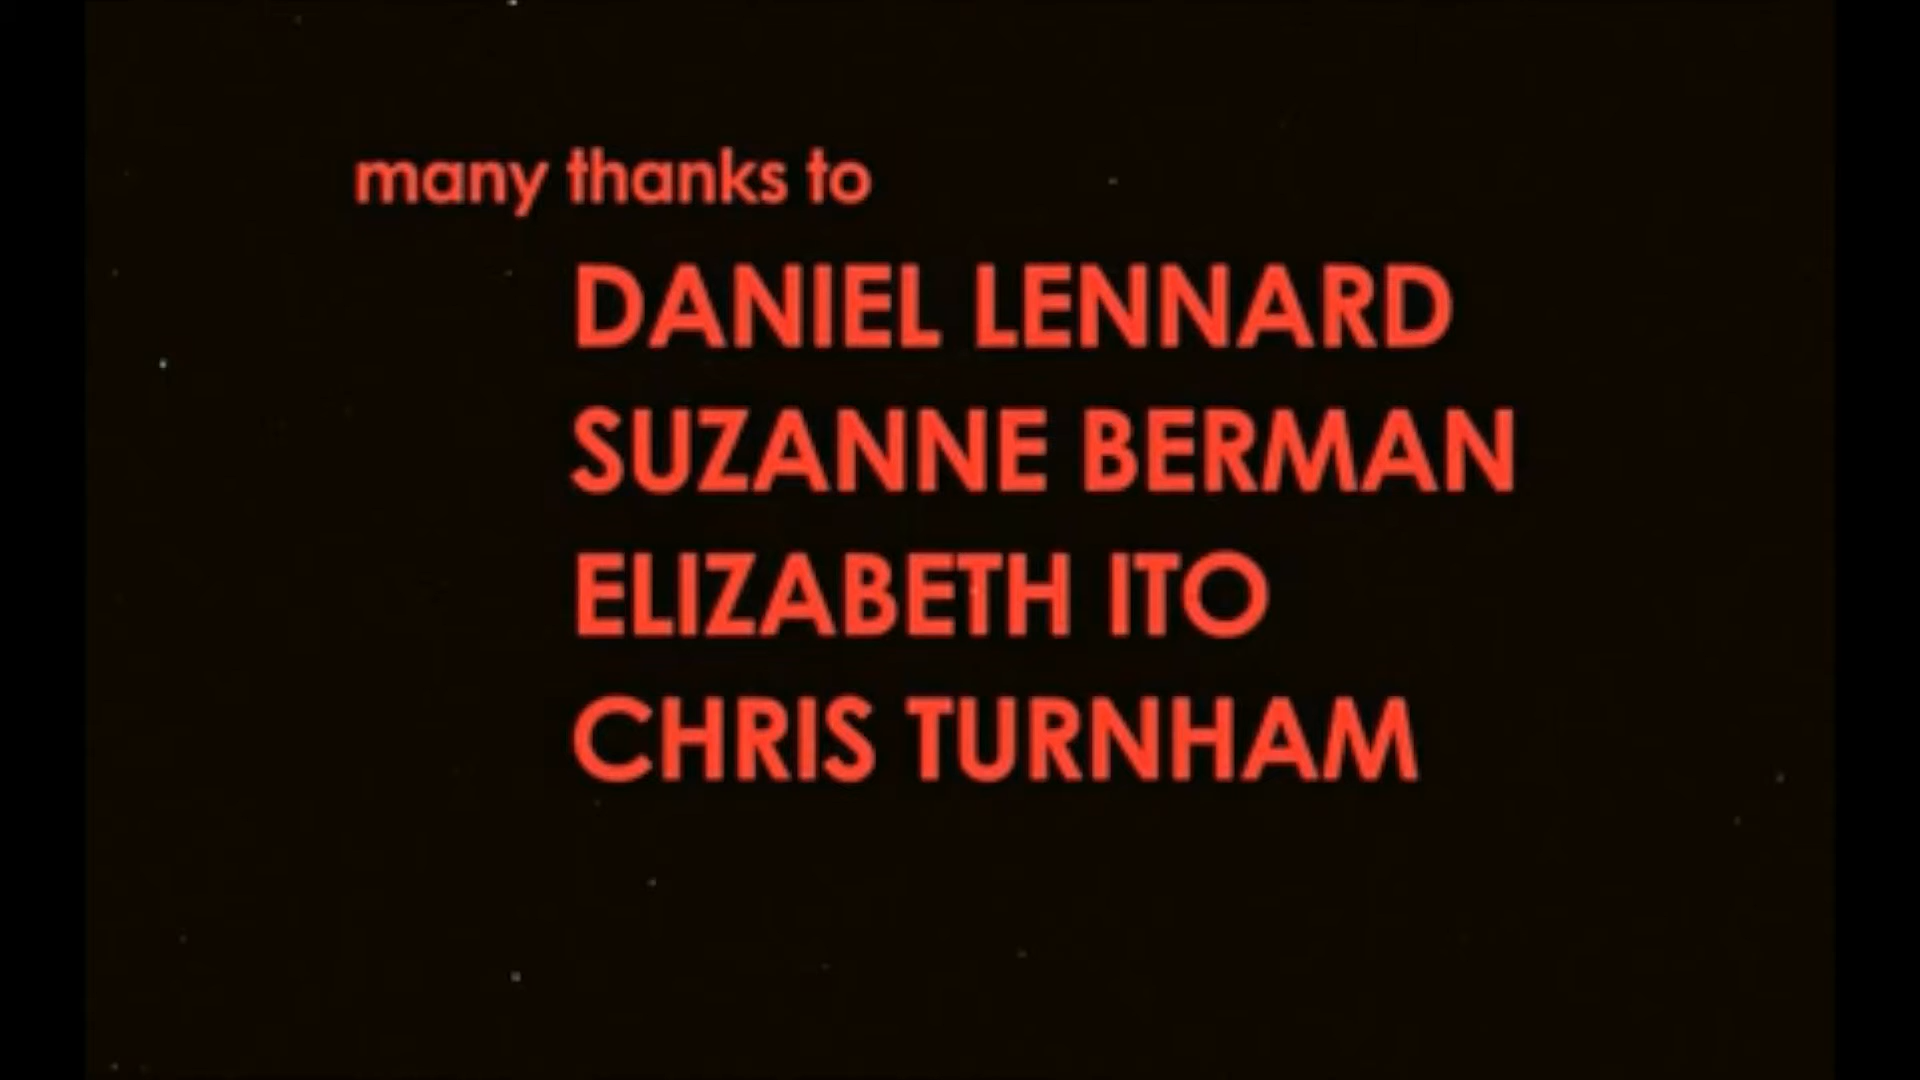 many thanks to
DANIEL LENNARD
SUZANNE BERMAN
ELIZABETH ITO
CHRIS TURNHAM